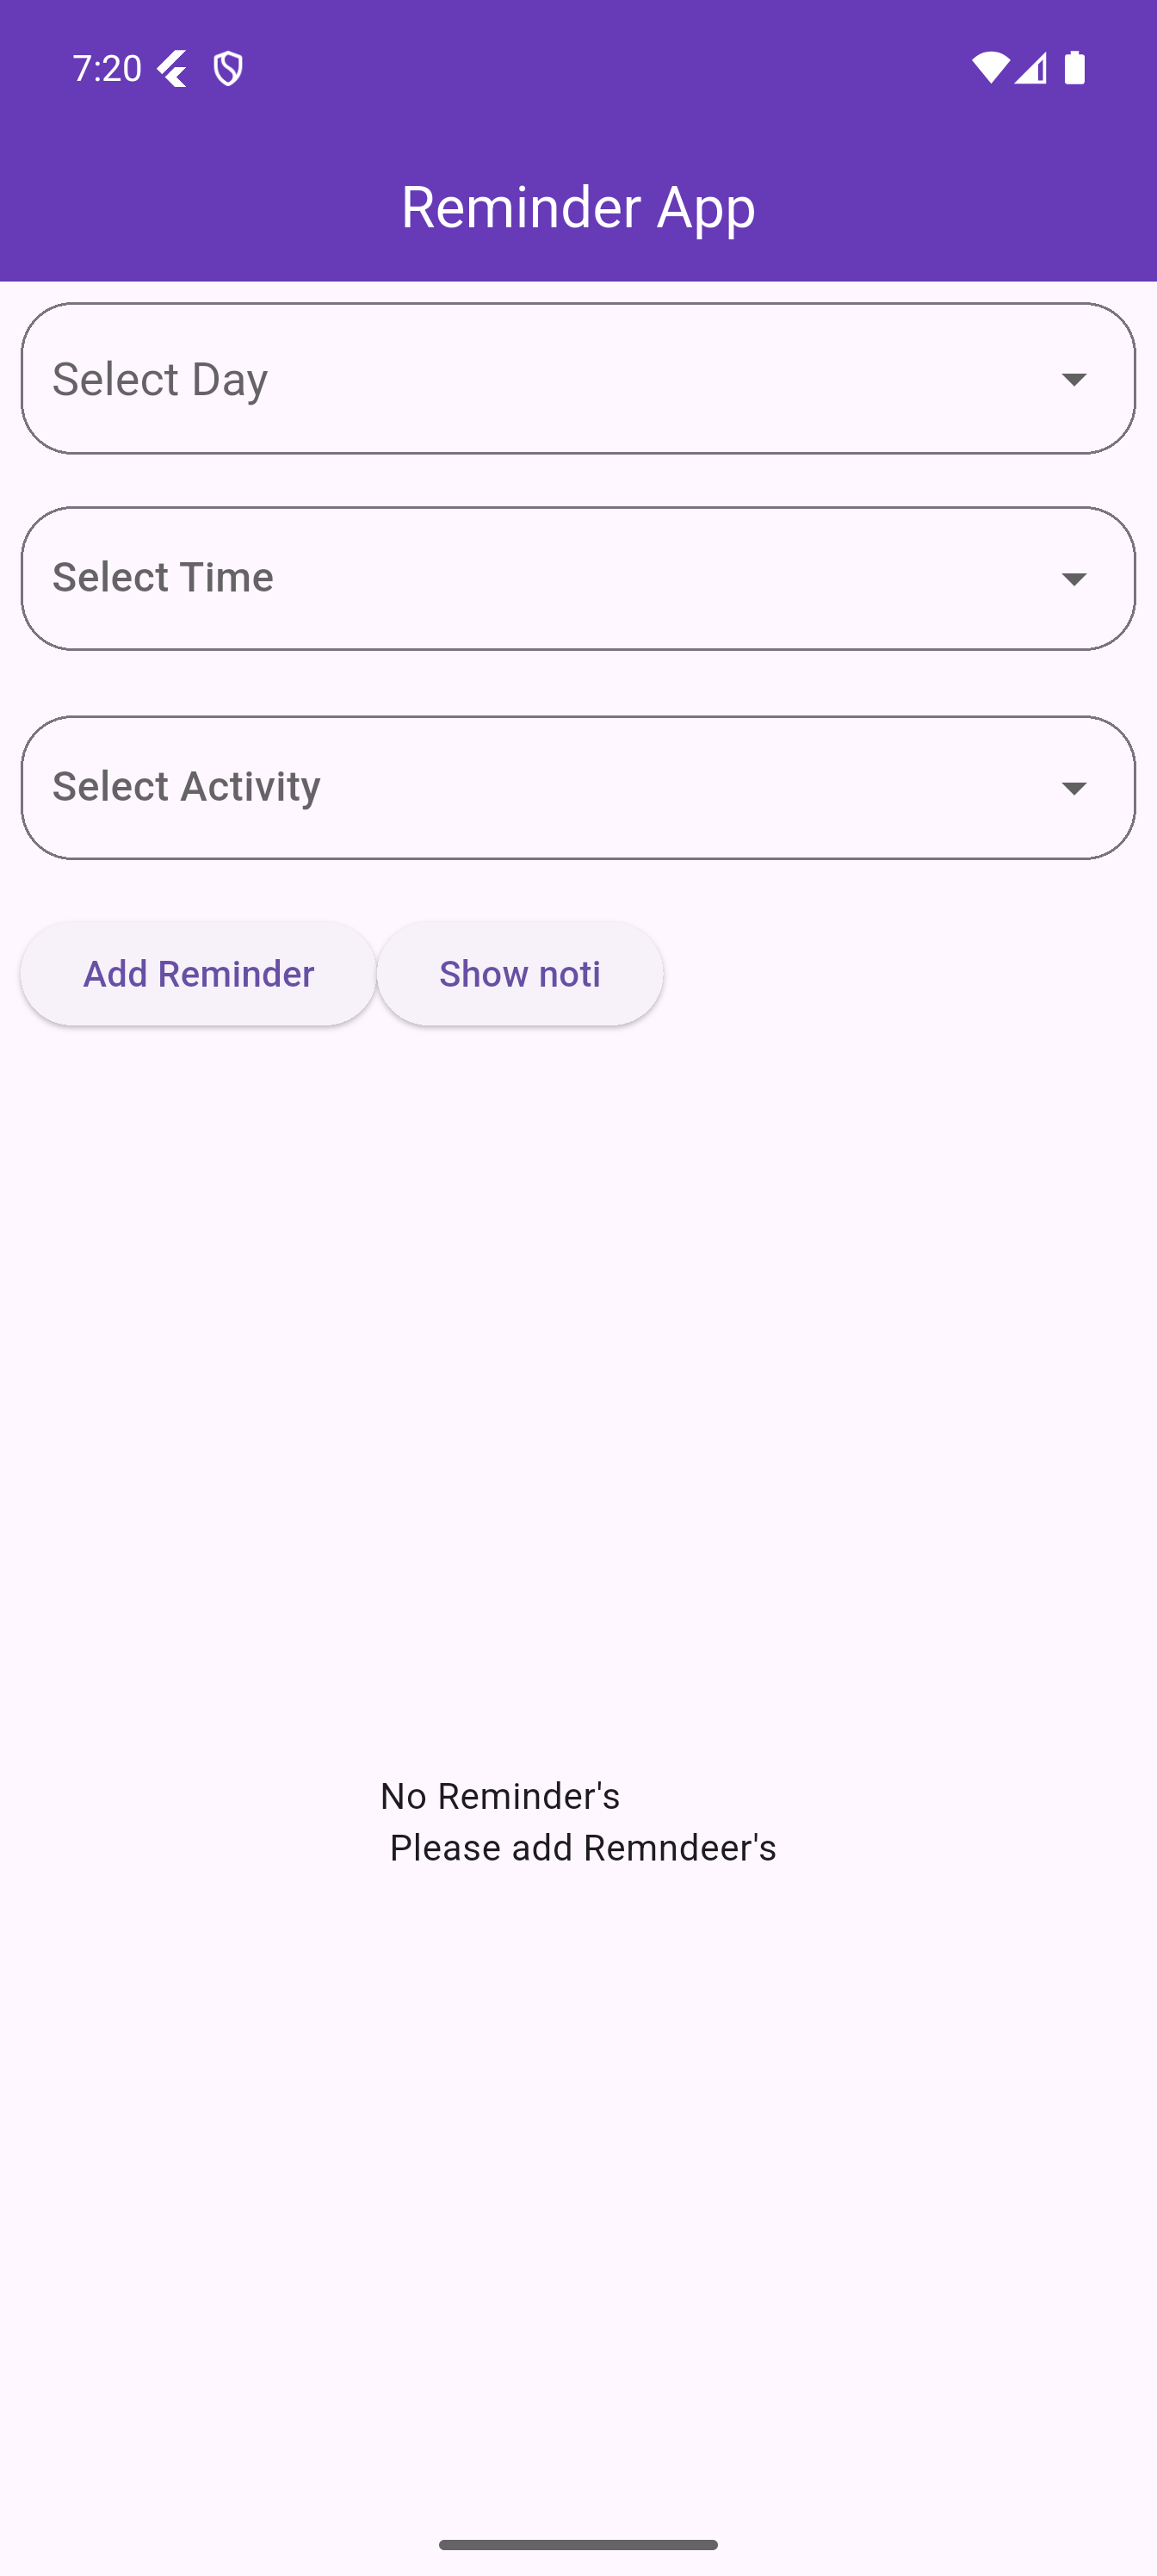 7:20
Reminder App
Select Day
Select Time
Select Activity
Add Reminder Show noti
No Reminder's
Please add Remndeer's